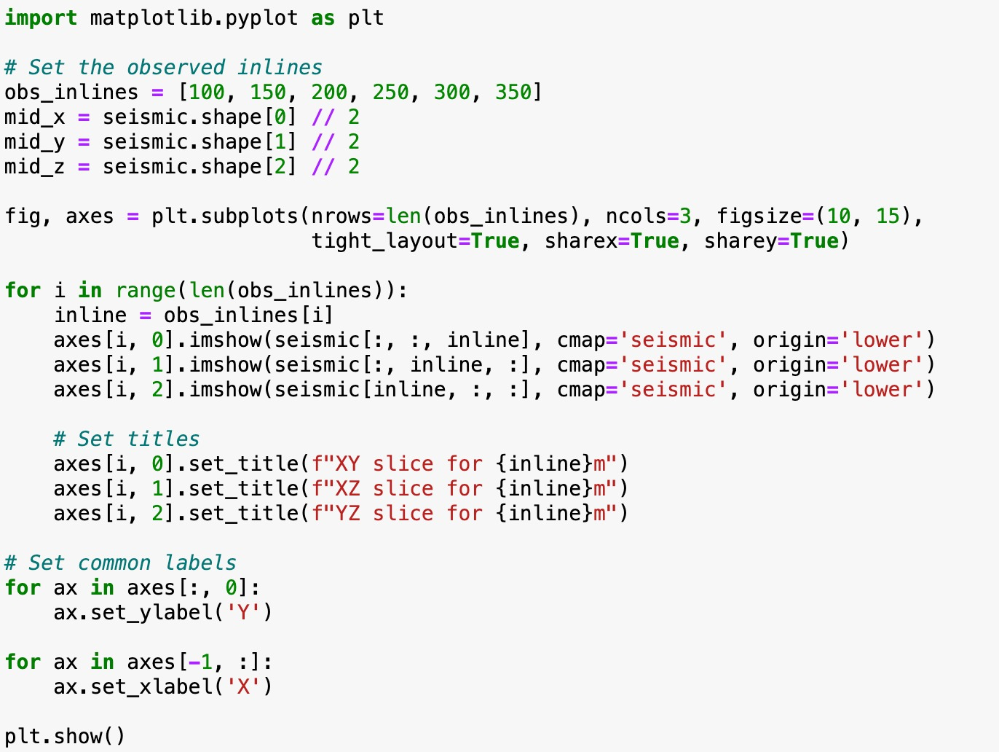 import matplotlib.pyplot as plt

# Set the observed inlines
obs_inlines = [100, 150, 200, 250, 300, 350]
mid_x = seismic.shape[0] // 2
mid_y = seismic.shape[1] // 2
mid_z = seismic.shape[2] // 2

fig, axes = plt.subplots(nrows=len(obs_inlines), ncols=3, figsize=(10, 15),
                         tight_layout=True, sharex=True, sharey=True)

for i in range(len(obs_inlines)):
    inline = obs_inlines[i]
    axes[i, 0].imshow(seismic[:, :, inline], cmap='seismic', origin='lower')
    axes[i, 1].imshow(seismic[:, inline, :], cmap='seismic', origin='lower')
    axes[i, 2].imshow(seismic[inline, :, :], cmap='seismic', origin='lower')

    # Set titles
    axes[i, 0].set_title(f"XY slice for {inline}m")
    axes[i, 1].set_title(f"XZ slice for {inline}m")
    axes[i, 2].set_title(f"YZ slice for {inline}m")

# Set common labels
for ax in axes[:, 0]:
    ax.set_ylabel('Y')

for ax in axes[-1, :]:
    ax.set_xlabel('X')

plt.show()